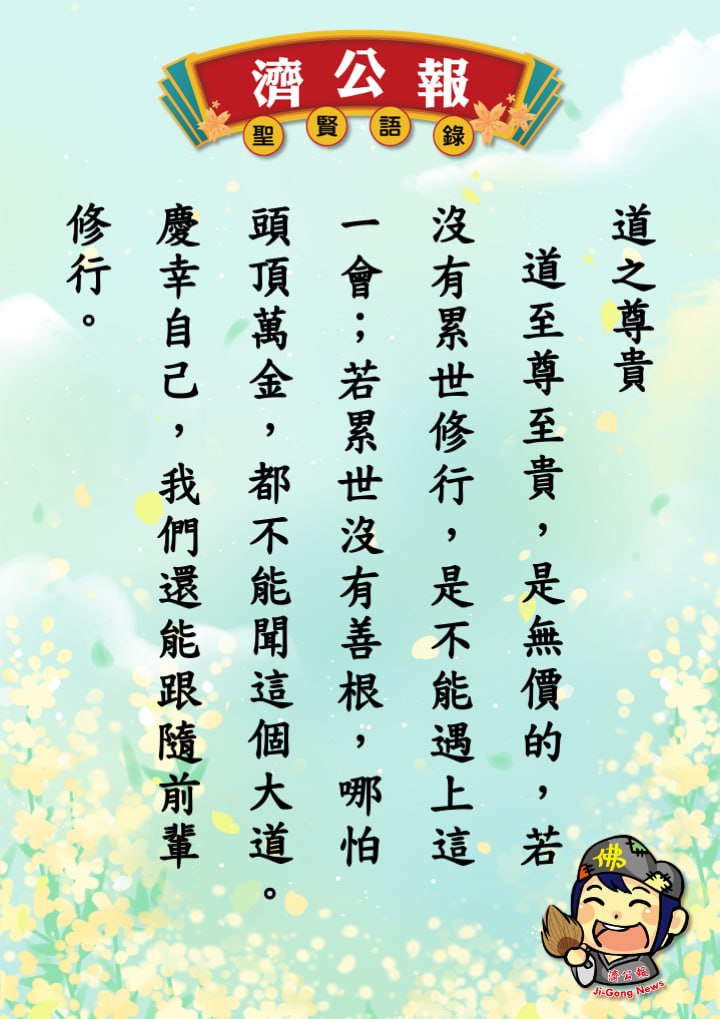 濟公報
聖賢語錄
道之尊貴
道至尊至貴，是無價的，若
沒有累世修行，是不能遇上這
一會；若累世沒有善根，哪怕
頭頂萬金，都不能聞這個大道。
慶幸自己，我們還能跟隨前輩
修行。
佛
濟公報
Ji-Gong News